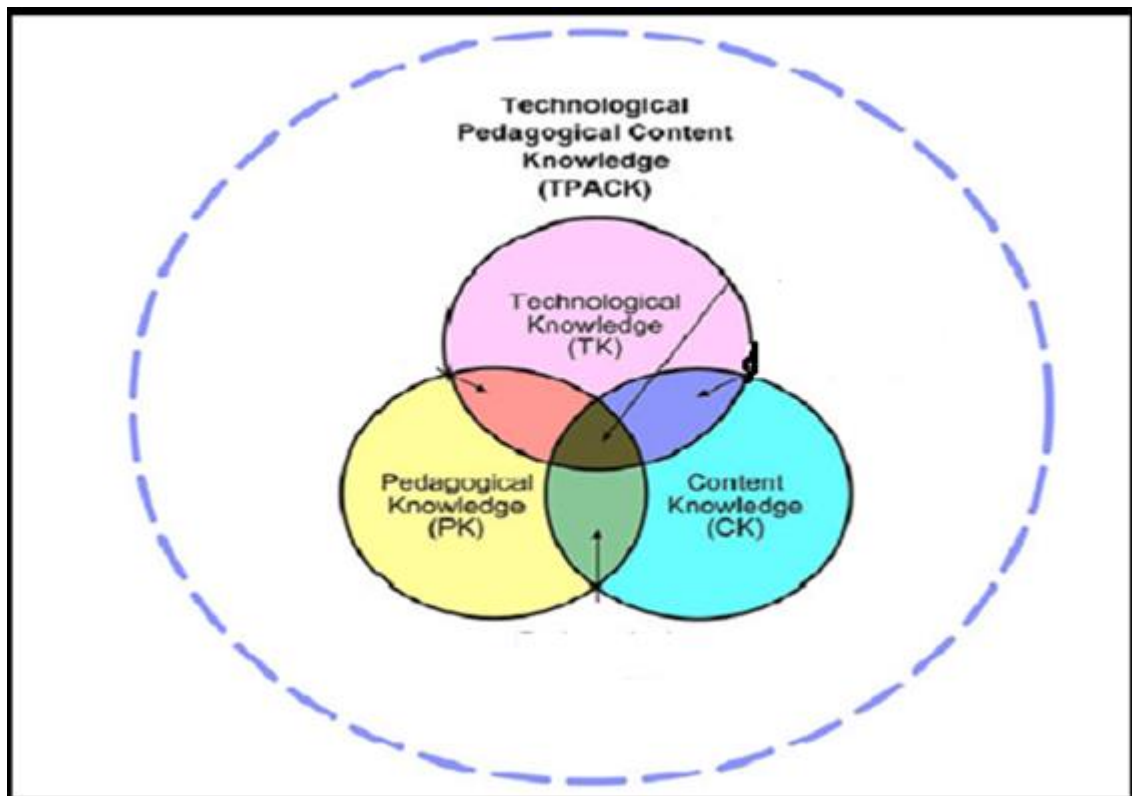 Technological
Pedagogical Content
Knowledge
(TPACK)
Technological
Knowledge
(TK)
Pedagogical
Knowledge
(PK)
Content
Knowledge
(CK)